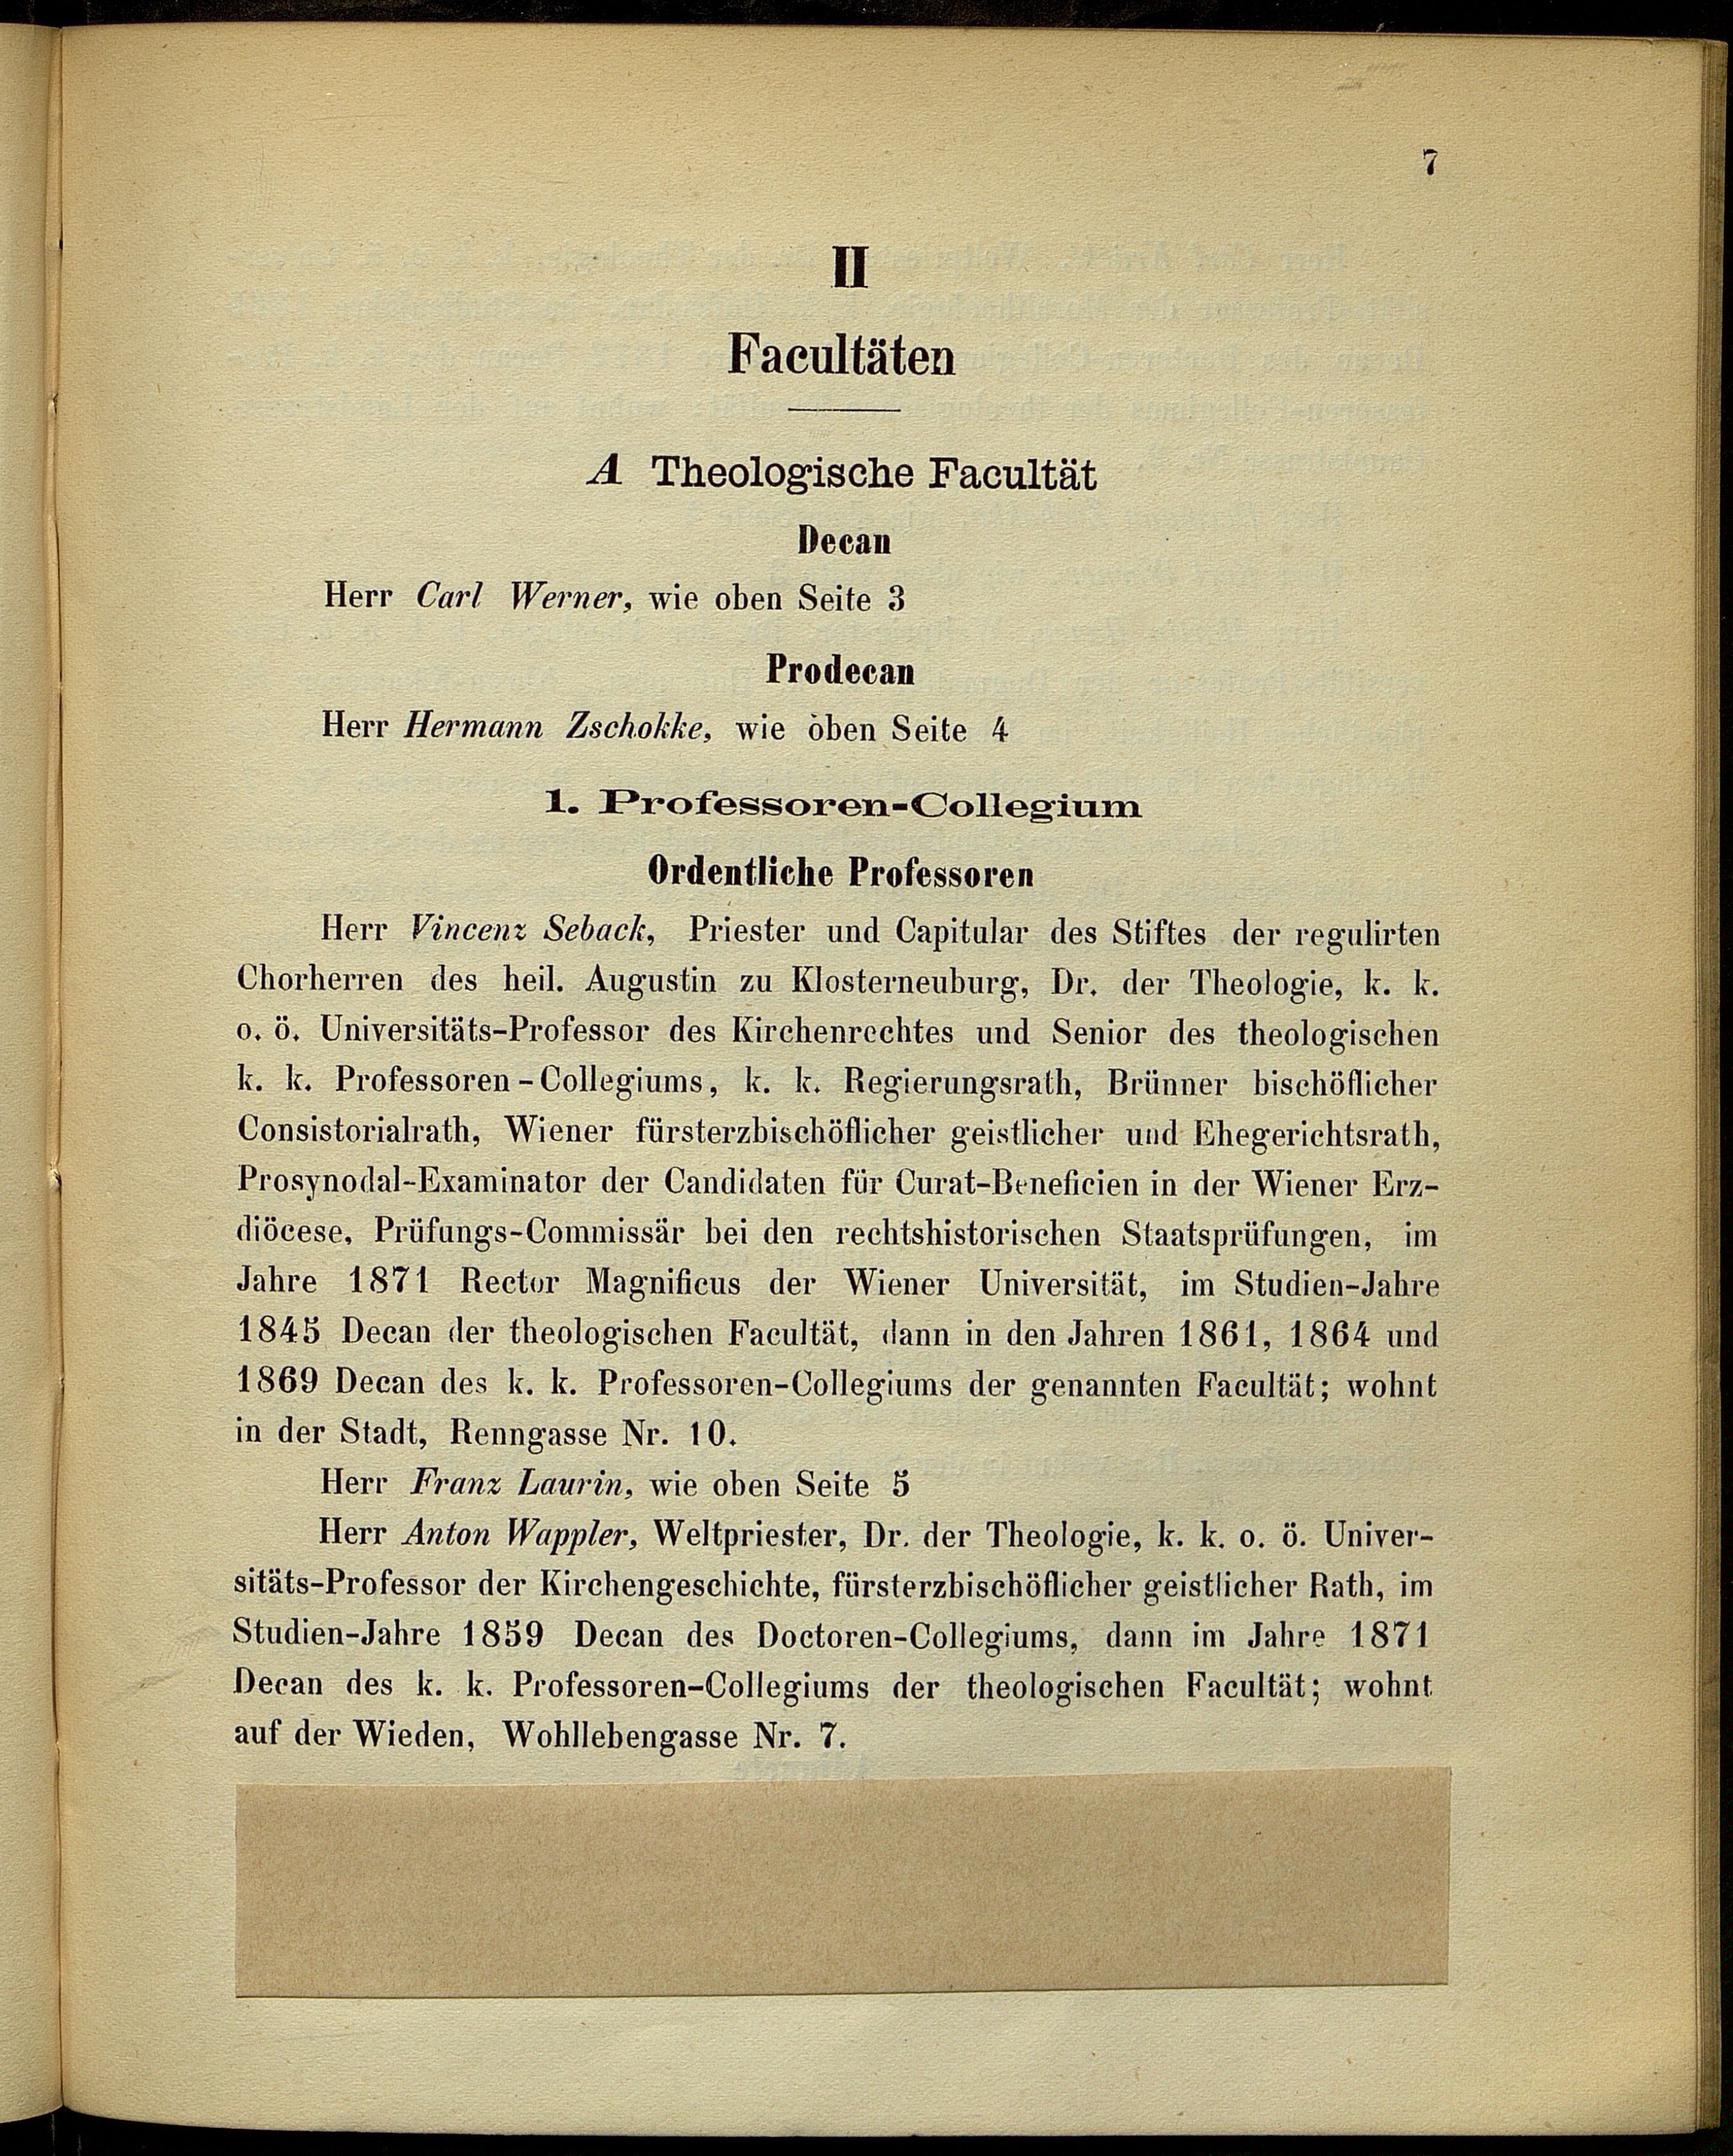 7
II
Facultäten
A Theologische Facultät
Decan
Herr Carl Werner, wie oben Seite 3
Prodecan
Herr Hermann Zschokke, wie oben Seite 4
1. Professoren-Collegium
Ordentliche Professoren
Herr Vincenz Seback, Priester und Capitular des Stiftes der regulirten
Chorherren des heil. Augustin zu Klosterneuburg, Dr. der Theologie, k. k.
o. ö. Universitäts-Professor des Kirchenrechtes und Senior des theologischen
k. k. Professoren-Collegiums, k. k. Regierungsrath, Brünner bischöflicher
Consistorialrath, Wiener fürsterzbischöflicher geistlicher und Ehegerichtsrath,
Prosynodal-Examinator der Candidaten für Curat-Beneficien in der Wiener Erz-
diöcese, Prüfungs-Commissär bei den rechtshistorischen Staatsprüfungen, im
Jahre 1871 Rector Magnificus der Wiener Universität, im Studien-Jahre
1845 Decan der theologischen Facultät, dann in den Jahren 1861, 1864 und
1869 Decan des k. k. Professoren-Collegiums der genannten Facultät; wohnt
in der Stadt, Renngasse Nr. 10.
Herr Franz Laurin, wie oben Seite 5
Herr Anton Wappler, Weltpriester, Dr. der Theologie, k. k. o. ö. Univer-
sitäts-Professor der Kirchengeschichte, fürsterzbischöflicher geistlicher Rath, im
Studien-Jahre 1859 Decan des Doctoren-Collegiums, dann im Jahre 1871
Decan des k. k. Professoren-Collegiums der theologischen Facultät; wohnt
auf der Wieden, Wohllebengasse Nr. 7.